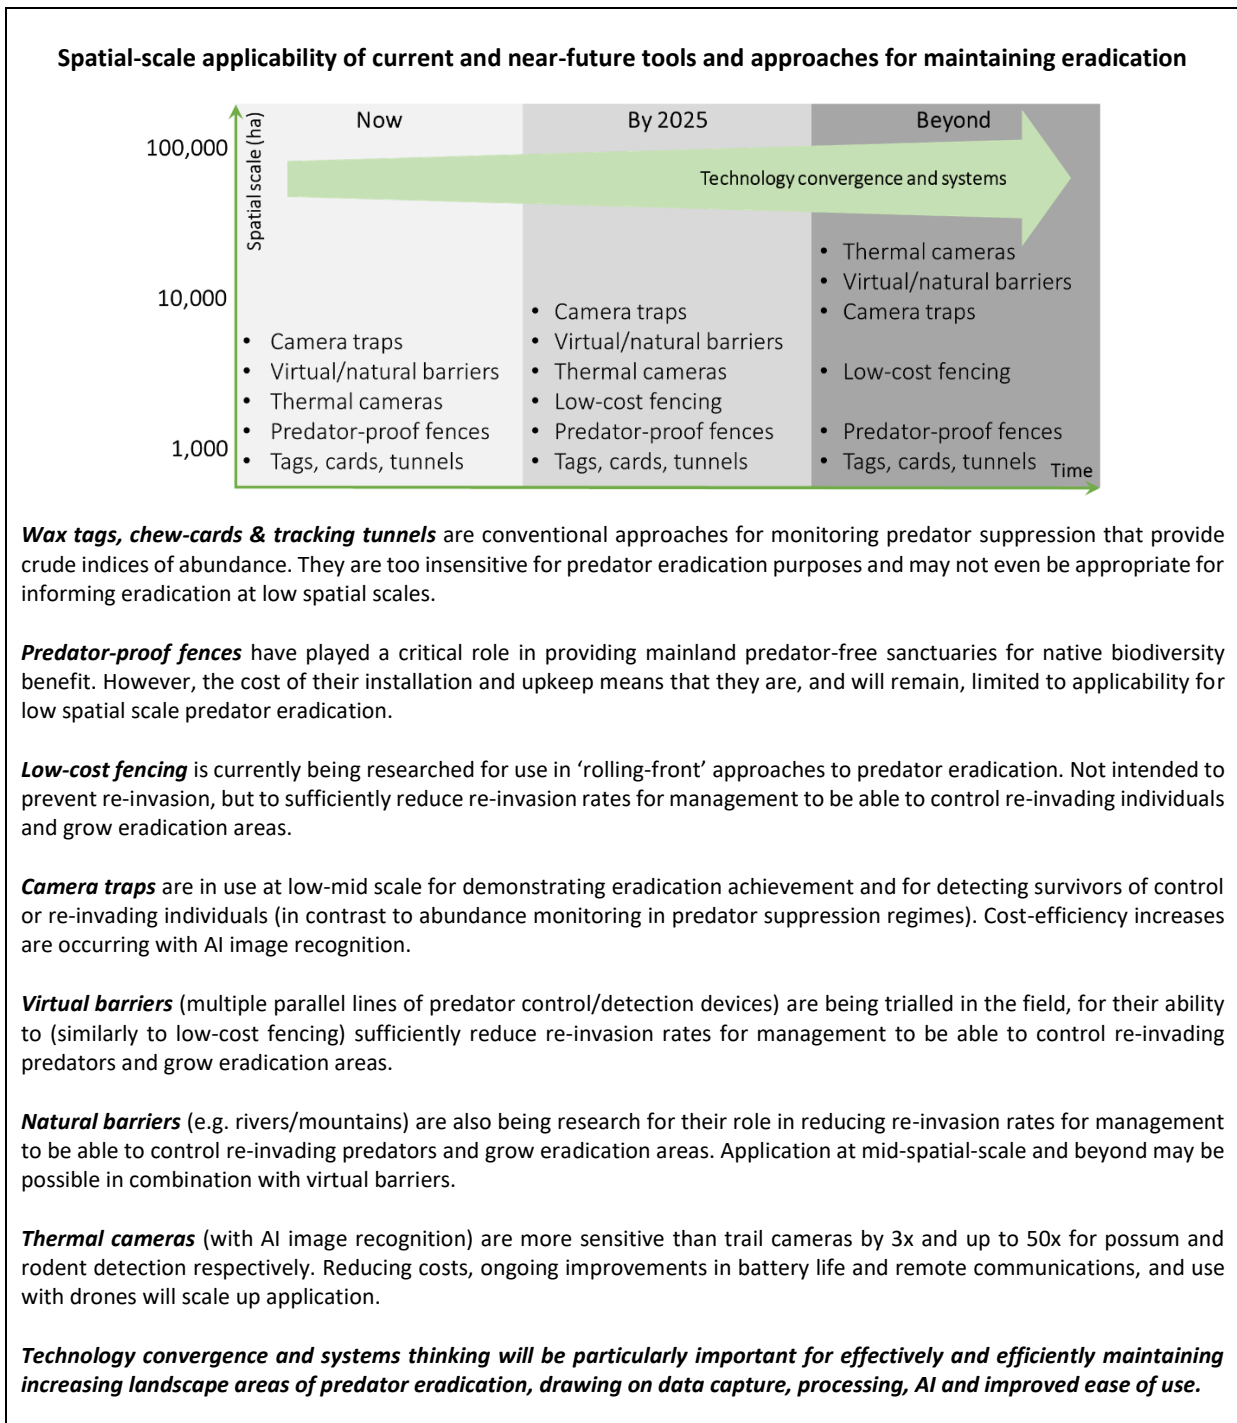 Spatial-scale applicability of current and near-future tools and approaches for maintaining eradication
Spatial scale (ha)
100,000
10,000
1,000
Now
By 2025
Beyond
Technology convergence and systems
• Camera traps
• Virtual/natural barriers
• Thermal cameras
• Predator-proof fences
• Tags, cards, tunnels
• Camera traps
• Virtual/natural barriers
• Thermal cameras
• Low-cost fencing
• Predator-proof fences
• Tags, cards, tunnels
• Thermal cameras
• Virtual/natural barriers
• Camera traps
• Low-cost fencing
• Predator-proof fences
• Tags, cards, tunnels
Time
Wax tags, chew-cards & tracking tunnels are conventional approaches for monitoring predator suppression that provide
crude indices of abundance. They are too insensitive for predator eradication purposes and may not even be appropriate for
informing eradication at low spatial scales.
Predator-proof fences have played a critical role in providing mainland predator-free sanctuaries for native biodiversity
benefit. However, the cost of their installation and upkeep means that they are, and will remain, limited to applicability for
low spatial scale predator eradication.
Low-cost fencing is currently being researched for use in ‘rolling-front’ approaches to predator eradication. Not intended to
prevent re-invasion, but to sufficiently reduce re-invasion rates for management to be able to control re-invading individuals
and grow eradication areas.
Camera traps are in use at low-mid scale for demonstrating eradication achievement and for detecting survivors of control
or re-invading individuals (in contrast to abundance monitoring in predator suppression regimes). Cost-efficiency increases
are occurring with AI image recognition.
Virtual barriers (multiple parallel lines of predator control/detection devices) are being trialled in the field, for their ability
to (similarly to low-cost fencing) sufficiently reduce re-invasion rates for management to be able to control re-invading
predators and grow eradication areas.
Natural barriers (e.g. rivers/mountains) are also being research for their role in reducing re-invasion rates for management
to be able to control re-invading predators and grow eradication areas. Application at mid-spatial-scale and beyond may be
possible in combination with virtual barriers.
Thermal cameras (with AI image recognition) are more sensitive than trail cameras by 3x and up to 50x for possum and
rodent detection respectively. Reducing costs, ongoing improvements in battery life and remote communications, and use
with drones will scale up application.
Technology convergence and systems thinking will be particularly important for effectively and efficiently maintaining
increasing landscape areas of predator eradication, drawing on data capture, processing, AI and improved ease of use.